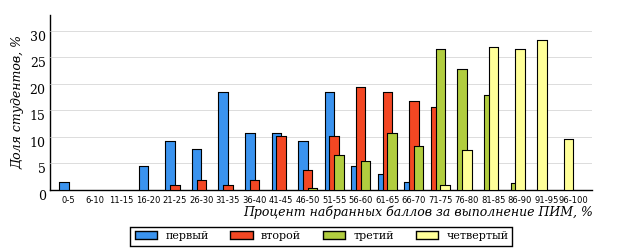 Доля студентов, %
30
25
20
15
10
5
0
0-5 6-10 11-15 16-20 21-25 26-30 31-35 36-40 41-45 46-50 51-55 56-60 61-65 66-70 71-75 76-80 81-85 86-90 91-95 96-100
Процент набранных баллов за выполнение ПИМ, %
первый второй третий четвертый